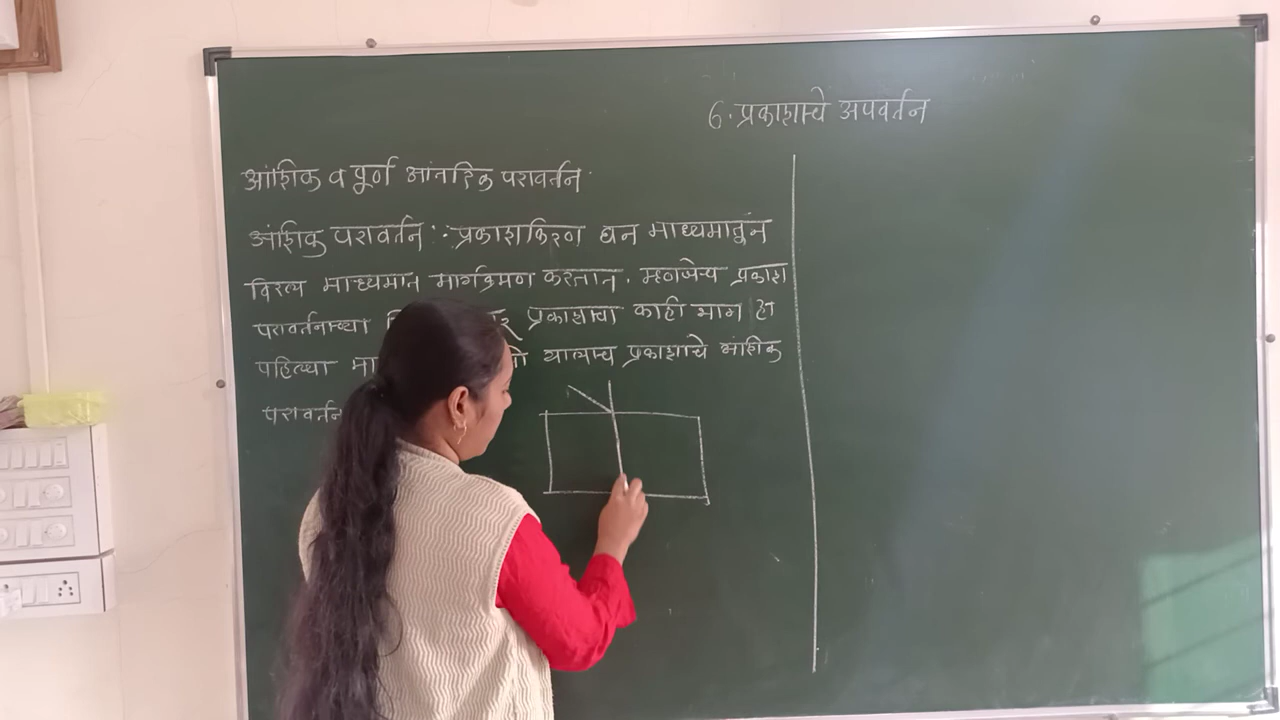 6. प्रकाशाचे अपवर्तन
आंशिक व पूर्ण आंतरिक परावर्तन.
आंशिक परावर्तन :- प्रकाशकिरण घन माध्यमातून
विरल माध्यमात मार्गक्रमण करतात. म्हणजेच प्रकाश
परावर्तनाच्या प्रकाशाचा काही भाग हा
पहिल्या यालाच प्रकाशाचे आंशिक
परावर्तन